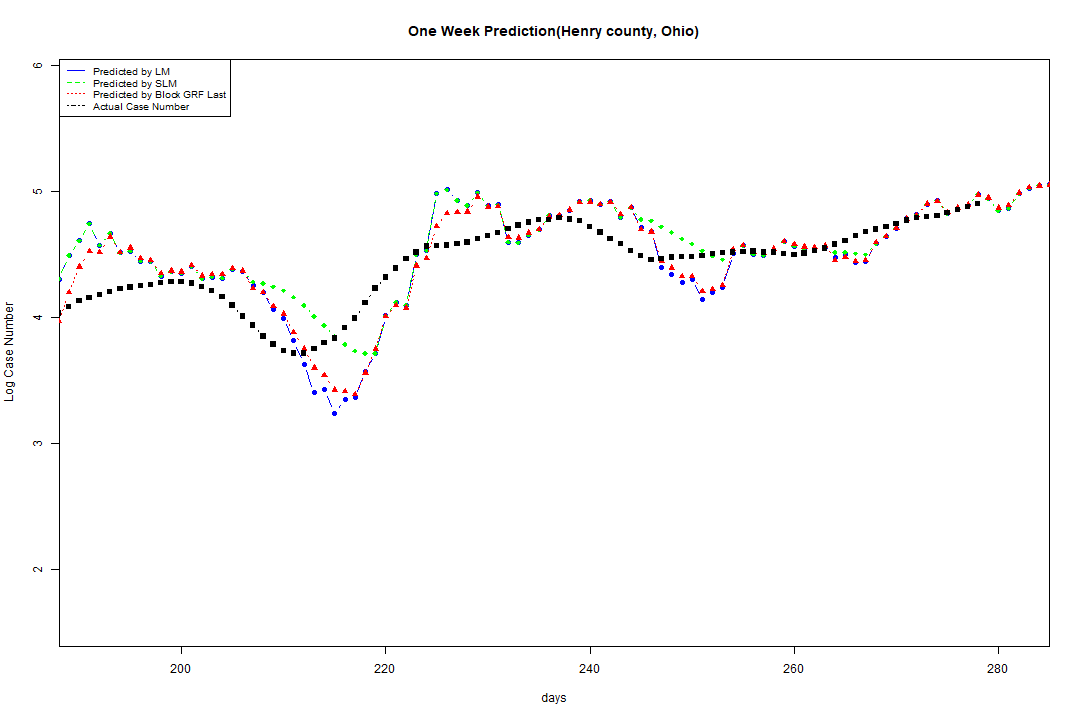 One Week Prediction(Henry county, Ohio)
Predicted by LM
Predicted by SLM
Predicted by Block GRF Last
Actual Case Number
6
5
4
3
2
Log Case Number
200 220 240 260 280
days